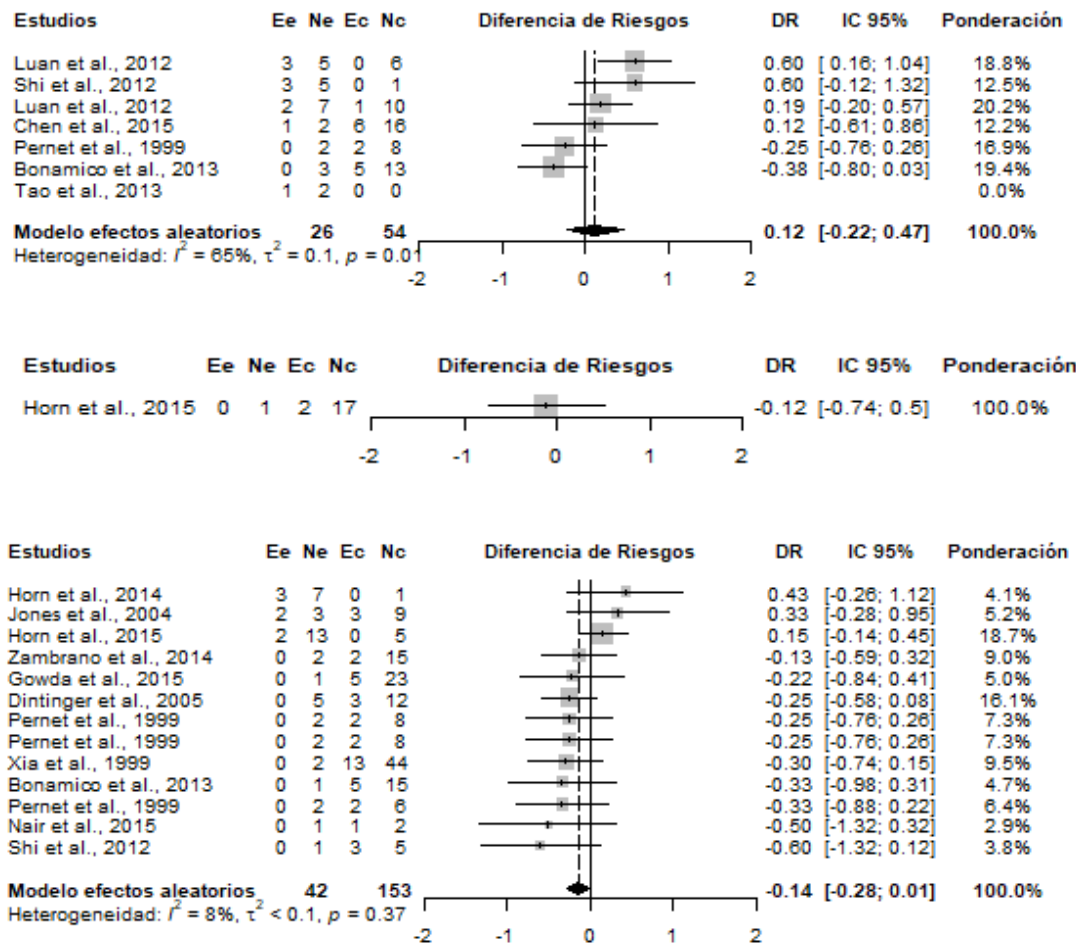 Estudios Ee Ne Ec Nc Diferencia de Riesgos DR IC 95% Ponderación
Luan et al., 2012 3 5 0 6 0.60 [ 0.16; 1.04] 18.8%
Shi et al., 2012 3 5 0 1 0.60 [-0.12; 1.32] 12.5%
Luan et al., 2012 2 7 1 10 0.19 [-0.20; 0.57] 20.2%
Chen et al., 2015 1 2 6 16 0.12 [-0.61; 0.86] 12.2%
Pernet et al., 1999 0 2 2 8 -0.25 [-0.76; 0.26] 16.9%
Bonamico et al., 2013 0 3 5 13 -0.38 [-0.80; 0.03] 19.4%
Tao et al., 2013 1 2 0 0 0.0%
Modelo efectos aleatorios 26 54 0.12 [-0.22; 0.47] 100.0%
Heterogeneidad: I² = 65%, τ² = 0.1, p = 0.01
-2 -1 0 1 2
Estudios Ee Ne Ec Nc Diferencia de Riesgos DR IC 95% Ponderación
Horn et al., 2015 0 1 2 17 -0.12 [-0.74; 0.5] 100.0%
-2 -1 0 1 2
Estudios Ee Ne Ec Nc Diferencia de Riesgos DR IC 95% Ponderación
Horn et al., 2014 3 7 0 1 0.43 [-0.26; 1.12] 4.1%
Jones et al., 2004 2 3 3 9 0.33 [-0.28; 0.95] 5.2%
Horn et al., 2015 2 13 0 5 0.15 [-0.14; 0.45] 18.7%
Zambrano et al., 2014 0 2 2 15 -0.13 [-0.59; 0.32] 9.0%
Gowda et al., 2015 0 1 5 23 -0.22 [-0.84; 0.41] 5.0%
Dintinger et al., 2005 0 5 3 12 -0.25 [-0.58; 0.08] 16.1%
Pernet et al., 1999 0 2 2 8 -0.25 [-0.76; 0.26] 7.3%
Pernet et al., 1999 0 2 2 8 -0.25 [-0.76; 0.26] 7.3%
Xia et al., 1999 0 2 13 44 -0.30 [-0.74; 0.15] 9.5%
Bonamico et al., 2013 0 1 5 15 -0.33 [-0.98; 0.31] 4.7%
Pernet et al., 1999 0 2 2 6 -0.33 [-0.88; 0.22] 6.4%
Nair et al., 2015 0 1 1 2 -0.50 [-1.32; 0.32] 2.9%
Shi et al., 2012 0 1 3 5 -0.60 [-1.32; 0.12] 3.8%
Modelo efectos aleatorios 42 153 -0.14 [-0.28; 0.01] 100.0%
Heterogeneidad: I² = 8%, τ² < 0.1, p = 0.37
-2 -1 0 1 2